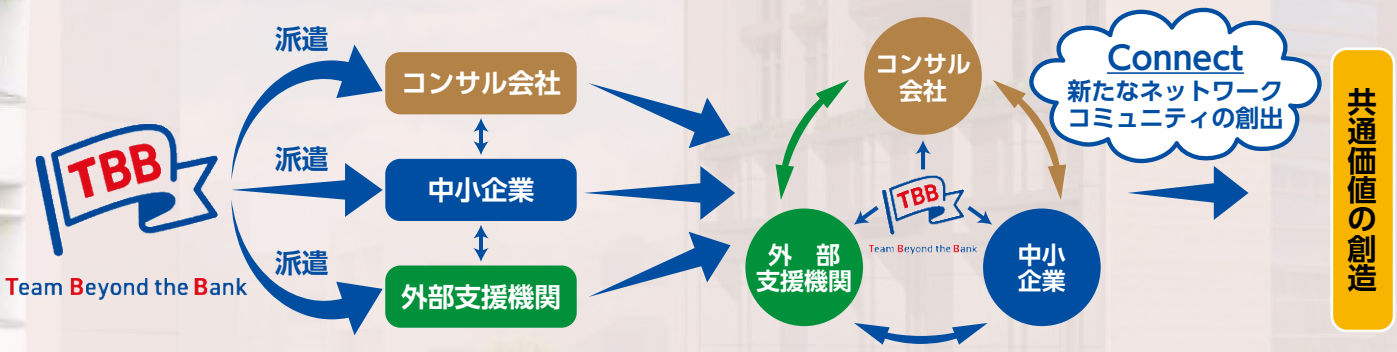 TBB
Team Beyond the Bank
派遣
派遣
派遣
コンサル会社
中小企業
外部支援機関
コンサル
会社
TBB
Team Beyond the Bank
外　部
支援機関
中小
企業
Connect
新たなネットワーク
コミュニティの創出
共通価値の創造